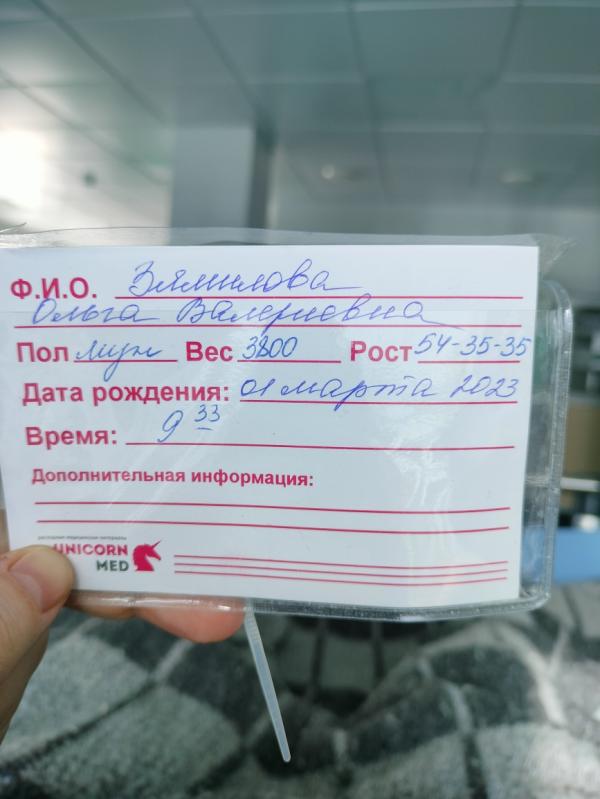 Ф.И.О. Зямилова
Ольга Валериевна
Пол муж Вес 3800 Рост 54-35-35
Дата рождения: 01 марта 2023
Время: 9 33
Дополнительная информация:
UNICORN
MED